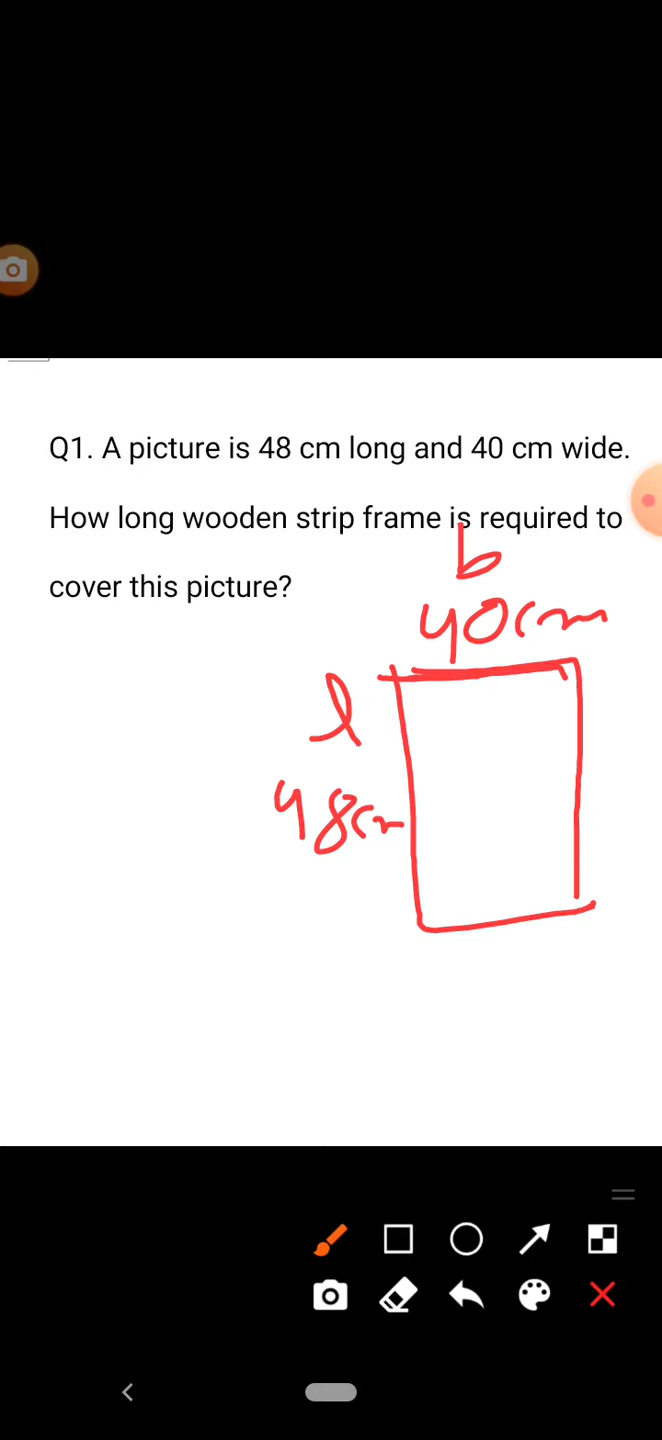 Q1. A picture is 48 cm long and 40 cm wide.
How long wooden strip frame is required to
cover this picture?
b
40cm
l
48cm